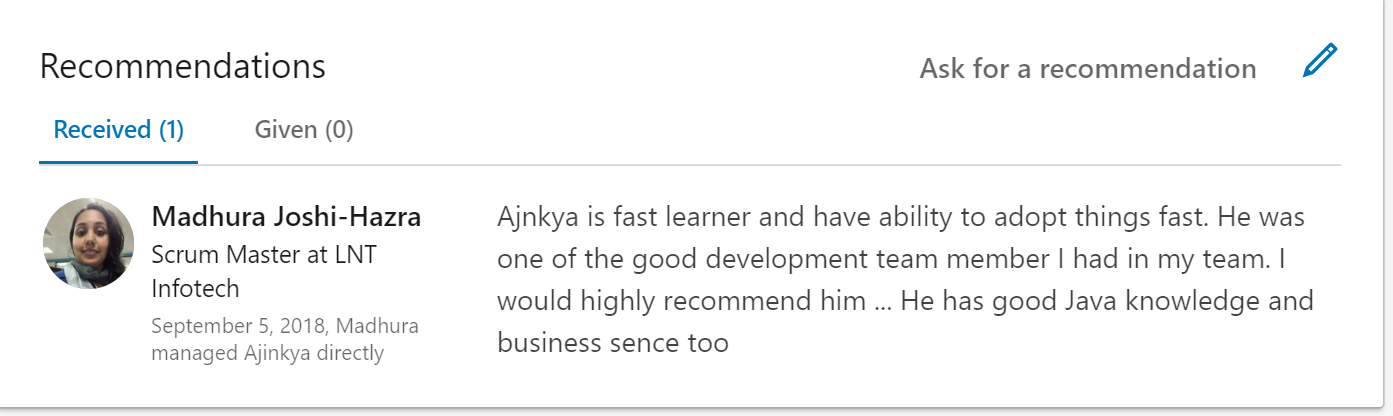 Recommendations
Ask for a recommendation
Received (1)
Given (0)
Madhura Joshi-Hazra
Scrum Master at LNT
Infotech
September 5, 2018, Madhura
managed Ajinkya directly
Ajnkya is fast learner and have ability to adopt things fast. He was
one of the good development team member I had in my team. I
would highly recommend him ... He has good Java knowledge and
business sence too